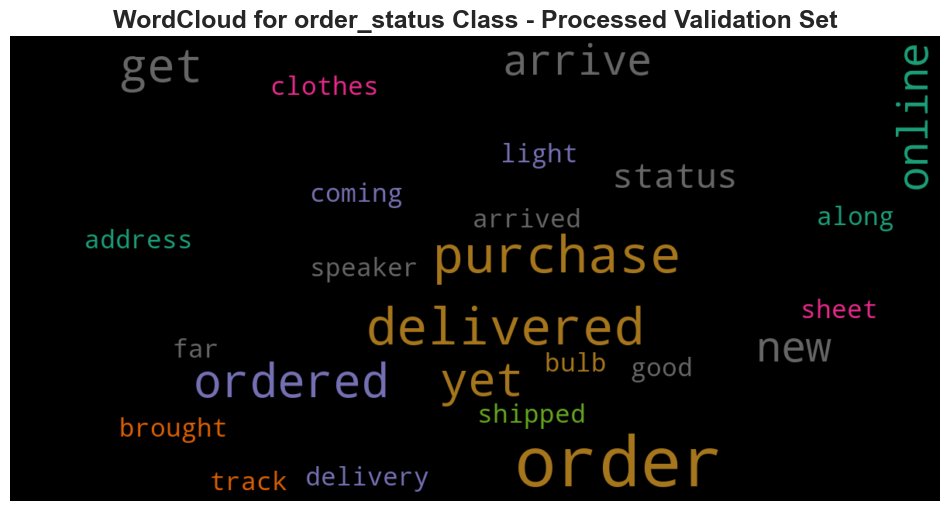 WordCloud for order_status Class - Processed Validation Set
get
arrive
online
clothes
light
status
coming
arrived
along
address
purchase
speaker
sheet
delivered
new
far
bulb
good
ordered
yet
shipped
brought
order
track
delivery